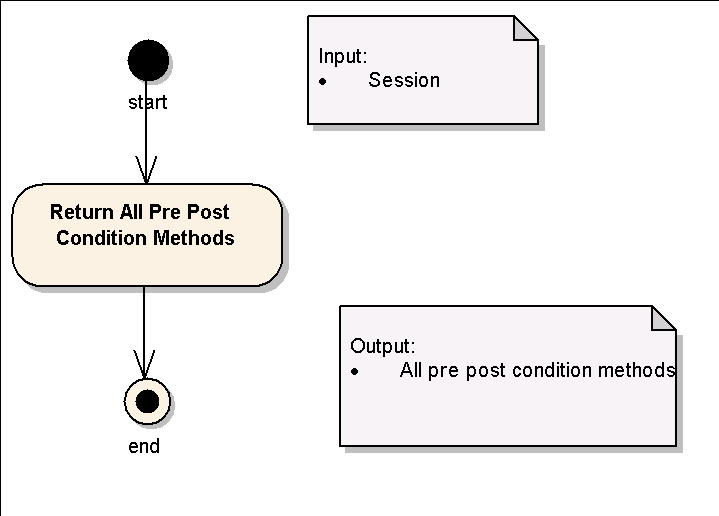 Input:
• Session
start
Return All Pre Post
Condition Methods
Output:
• All pre post condition methods
end